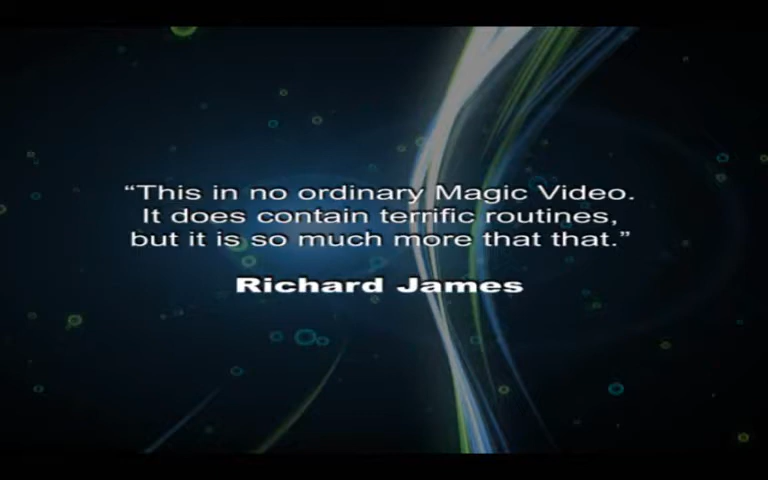 “This in no ordinary Magic Video.
It does contain terrific routines,
but it is so much more that that.”
Richard James